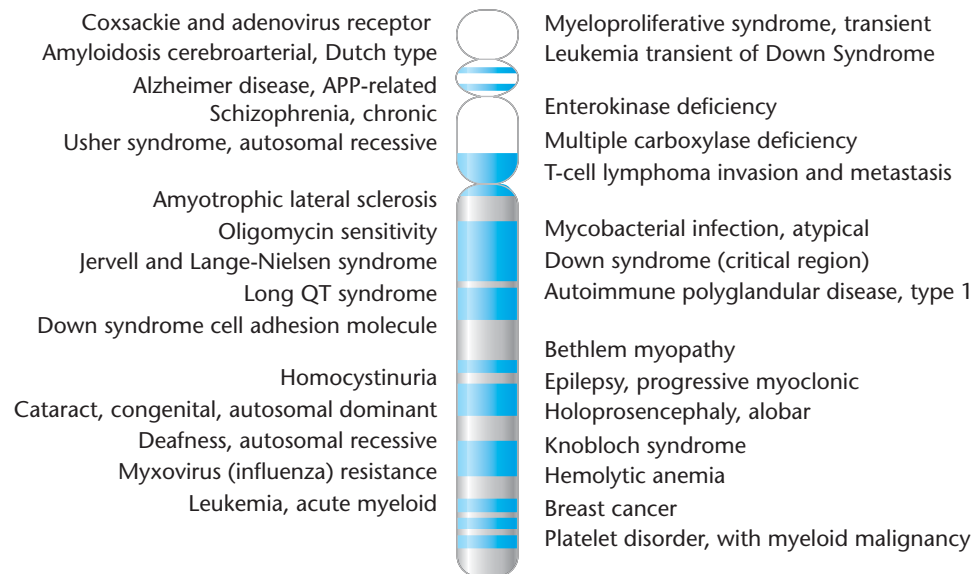 Coxsackie and adenovirus receptor
Amyloidosis cerebroarterial, Dutch type
Alzheimer disease, APP-related
Schizophrenia, chronic
Usher syndrome, autosomal recessive
Amyotrophic lateral sclerosis
Oligomycin sensitivity
Jervell and Lange-Nielsen syndrome
Long QT syndrome
Down syndrome cell adhesion molecule
Homocystinuria
Cataract, congenital, autosomal dominant
Deafness, autosomal recessive
Myxovirus (influenza) resistance
Leukemia, acute myeloid
Myeloproliferative syndrome, transient
Leukemia transient of Down Syndrome
Enterokinase deficiency
Multiple carboxylase deficiency
T-cell lymphoma invasion and metastasis
Mycobacterial infection, atypical
Down syndrome (critical region)
Autoimmune polyglandular disease, type 1
Bethlem myopathy
Epilepsy, progressive myoclonic
Holoprosencephaly, alobar
Knobloch syndrome
Hemolytic anemia
Breast cancer
Platelet disorder, with myeloid malignancy